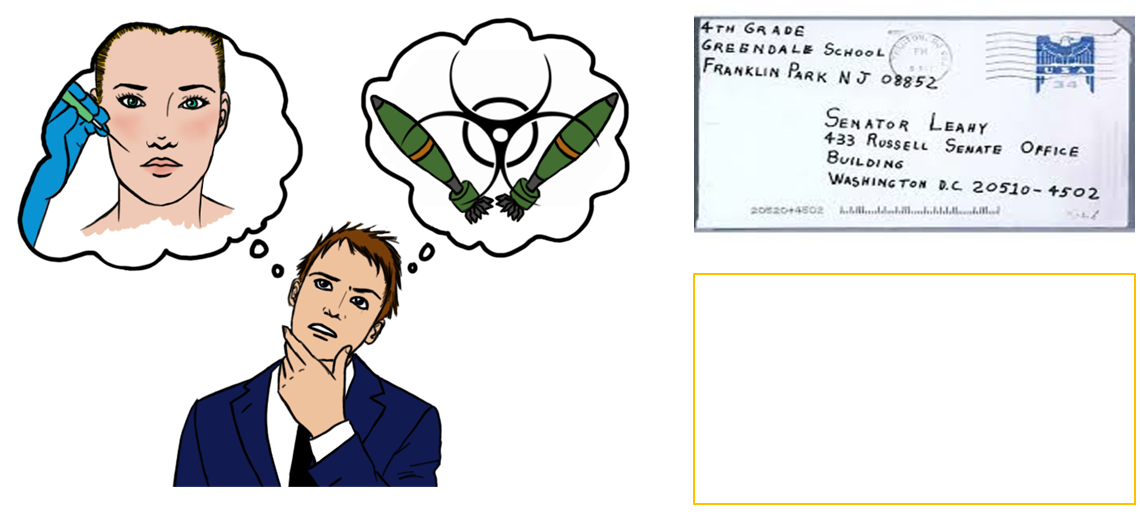 4TH GRADE
GREENDALE SCHOOL
FRANKLIN PARK NJ 08852
USA
34
SENATOR LEAHY
433 RUSSELL SENATE OFFICE
BUILDING
WASHINGTON D.C. 20510-4502
20520+4502